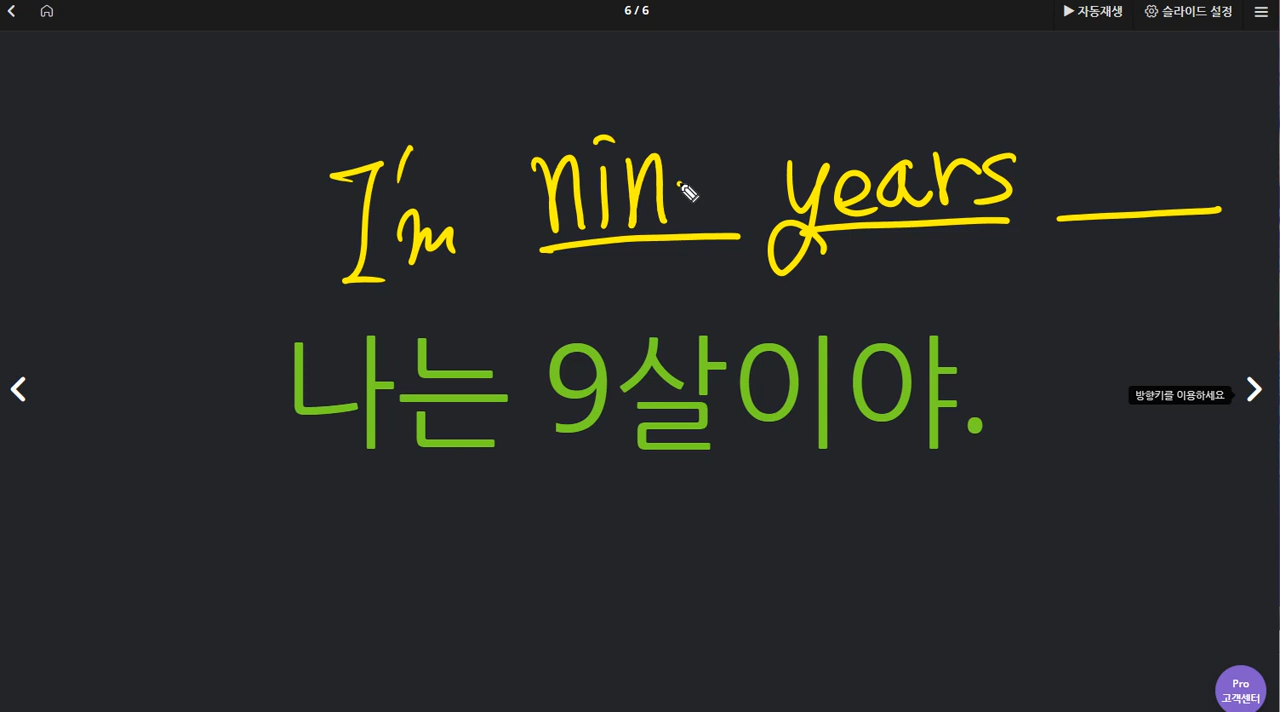 6 / 6
자동재생
슬라이드 설정
I'm nin years
나는 9살이야.
방향키를 이용하세요
Pro
고객센터